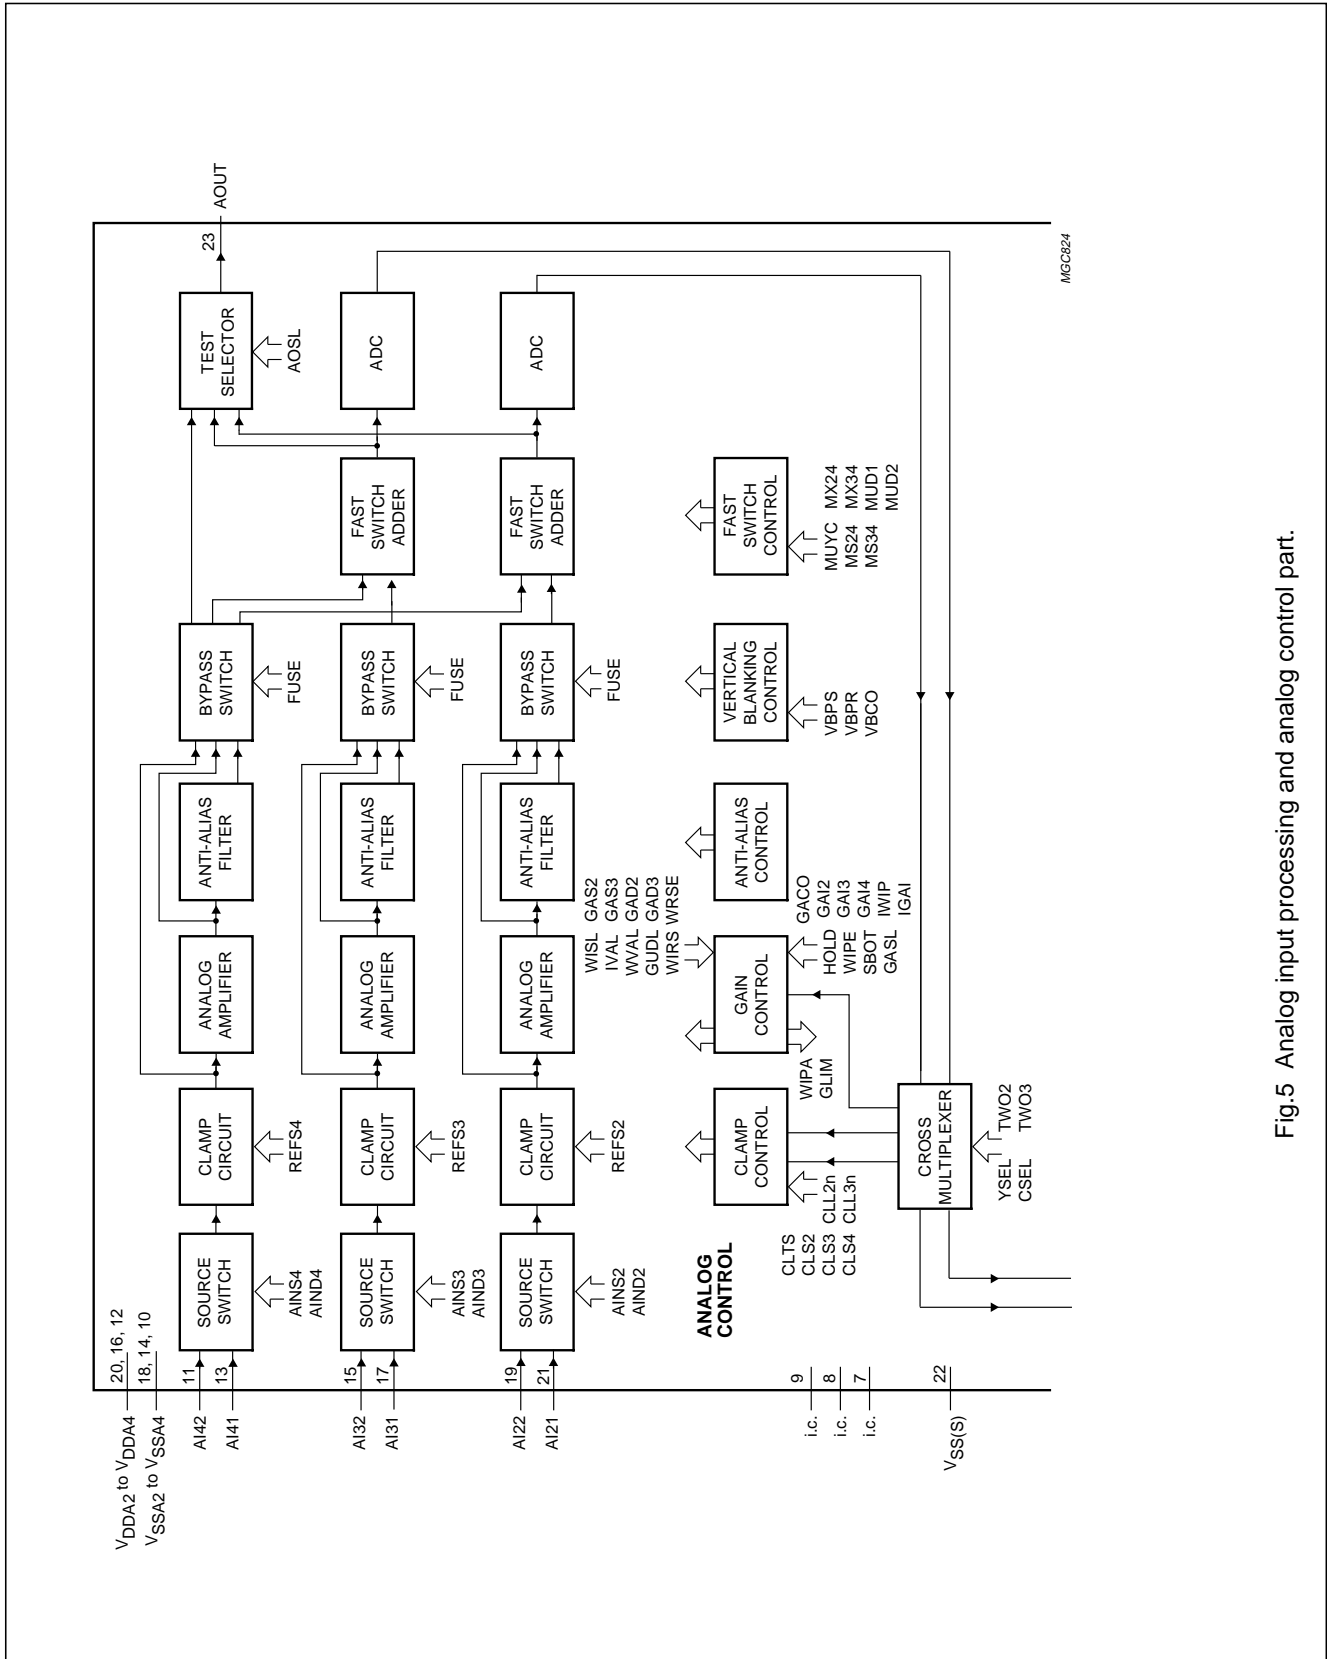 V_DDA2 to V_DDA4
20, 16, 12
V_SSA2 to V_SSA4
18, 14, 10
AI42
11
AI41
13
SOURCE
SWITCH
AINS4
AIND4
CLAMP
CIRCUIT
REFS4
ANALOG
AMPLIFIER
ANTI-ALIAS
FILTER
BYPASS
SWITCH
FUSE
TEST
SELECTOR
AOSL
23
AOUT
AI32
15
AI31
17
SOURCE
SWITCH
AINS3
AIND3
CLAMP
CIRCUIT
REFS3
ANALOG
AMPLIFIER
ANTI-ALIAS
FILTER
BYPASS
SWITCH
FUSE
FAST
SWITCH
ADDER
ADC
AI22
19
AI21
21
SOURCE
SWITCH
AINS2
AIND2
CLAMP
CIRCUIT
REFS2
ANALOG
AMPLIFIER
ANTI-ALIAS
FILTER
BYPASS
SWITCH
FUSE
FAST
SWITCH
ADDER
ADC
ANALOG
CONTROL
CLAMP
CONTROL
CLTS
CLS2
CLS3 CLL2n
CLS4 CLL3n
WISL GAS2
IVAL GAS3
WVAL GAD2
GUDL GAD3
WIRS WRSE
GAIN
CONTROL
WIPA
GLIM
HOLD GACO
WIPE GAI2
SBOT GAI3
GASL GAI4
IWIP
IGAI
ANTI-ALIAS
CONTROL
VERTICAL
BLANKING
CONTROL
VBPS
VBPR
VBCO
FAST
SWITCH
CONTROL
MUYC MX24
MS24 MX34
MS34 MUD1
MUD2
i.c.
9
i.c.
8
i.c.
7
V_SS(S)
22
CROSS
MULTIPLEXER
YSEL TWO2
CSEL TWO3
MGC824
Fig.5 Analog input processing and analog control part.